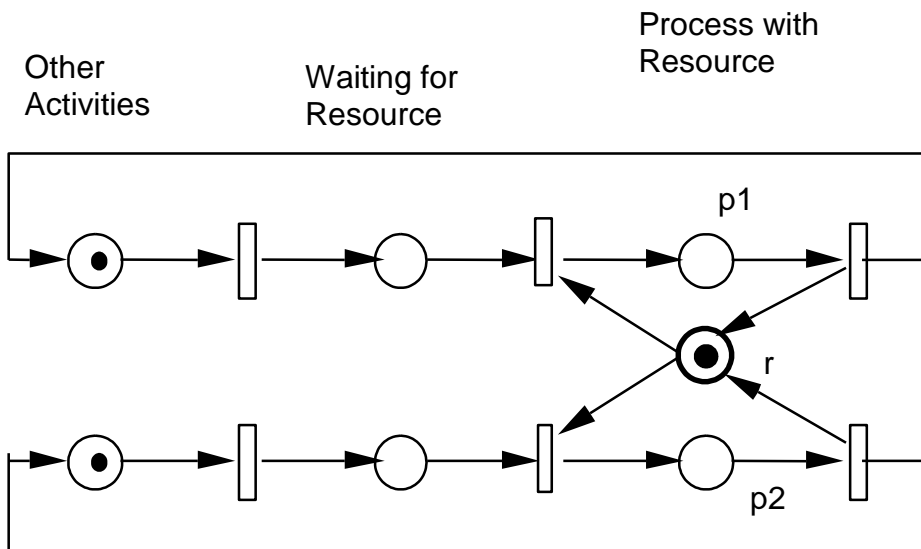 Process with
Resource
Other
Activities
Waiting for
Resource
p1
r
p2